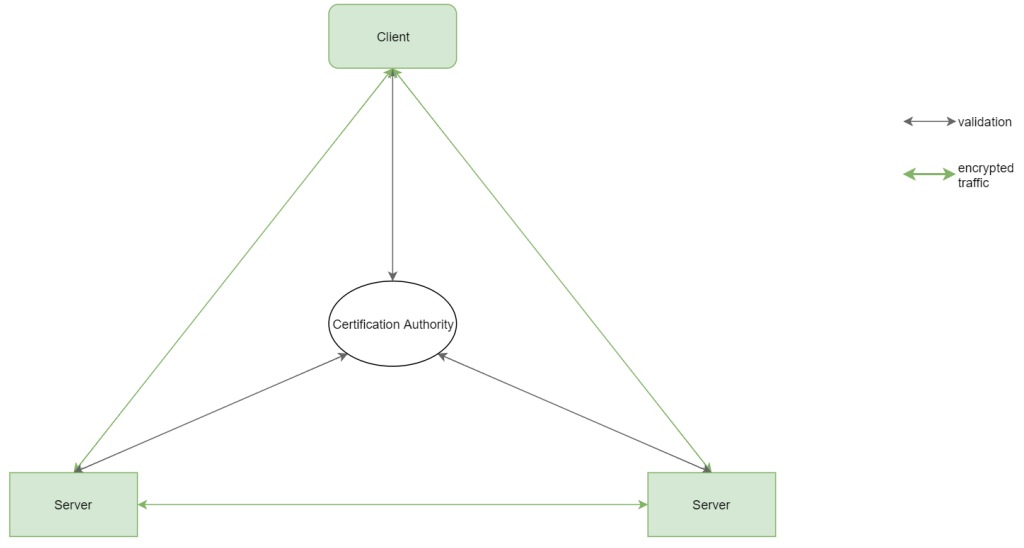 Client
validation
encrypted
traffic
Certification Authority
Server
Server